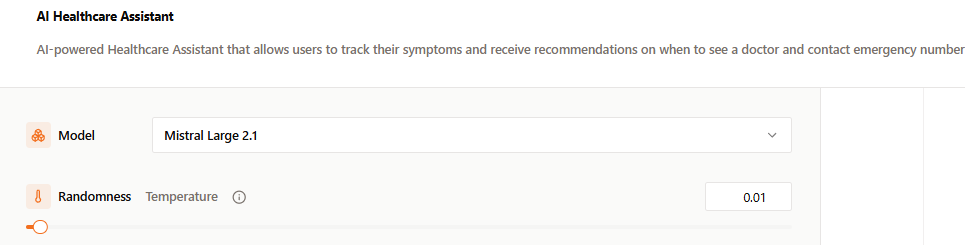 AI Healthcare Assistant
AI-powered Healthcare Assistant that allows users to track their symptoms and receive recommendations on when to see a doctor and contact emergency number
Model Mistral Large 2.1
Randomness Temperature 0.01